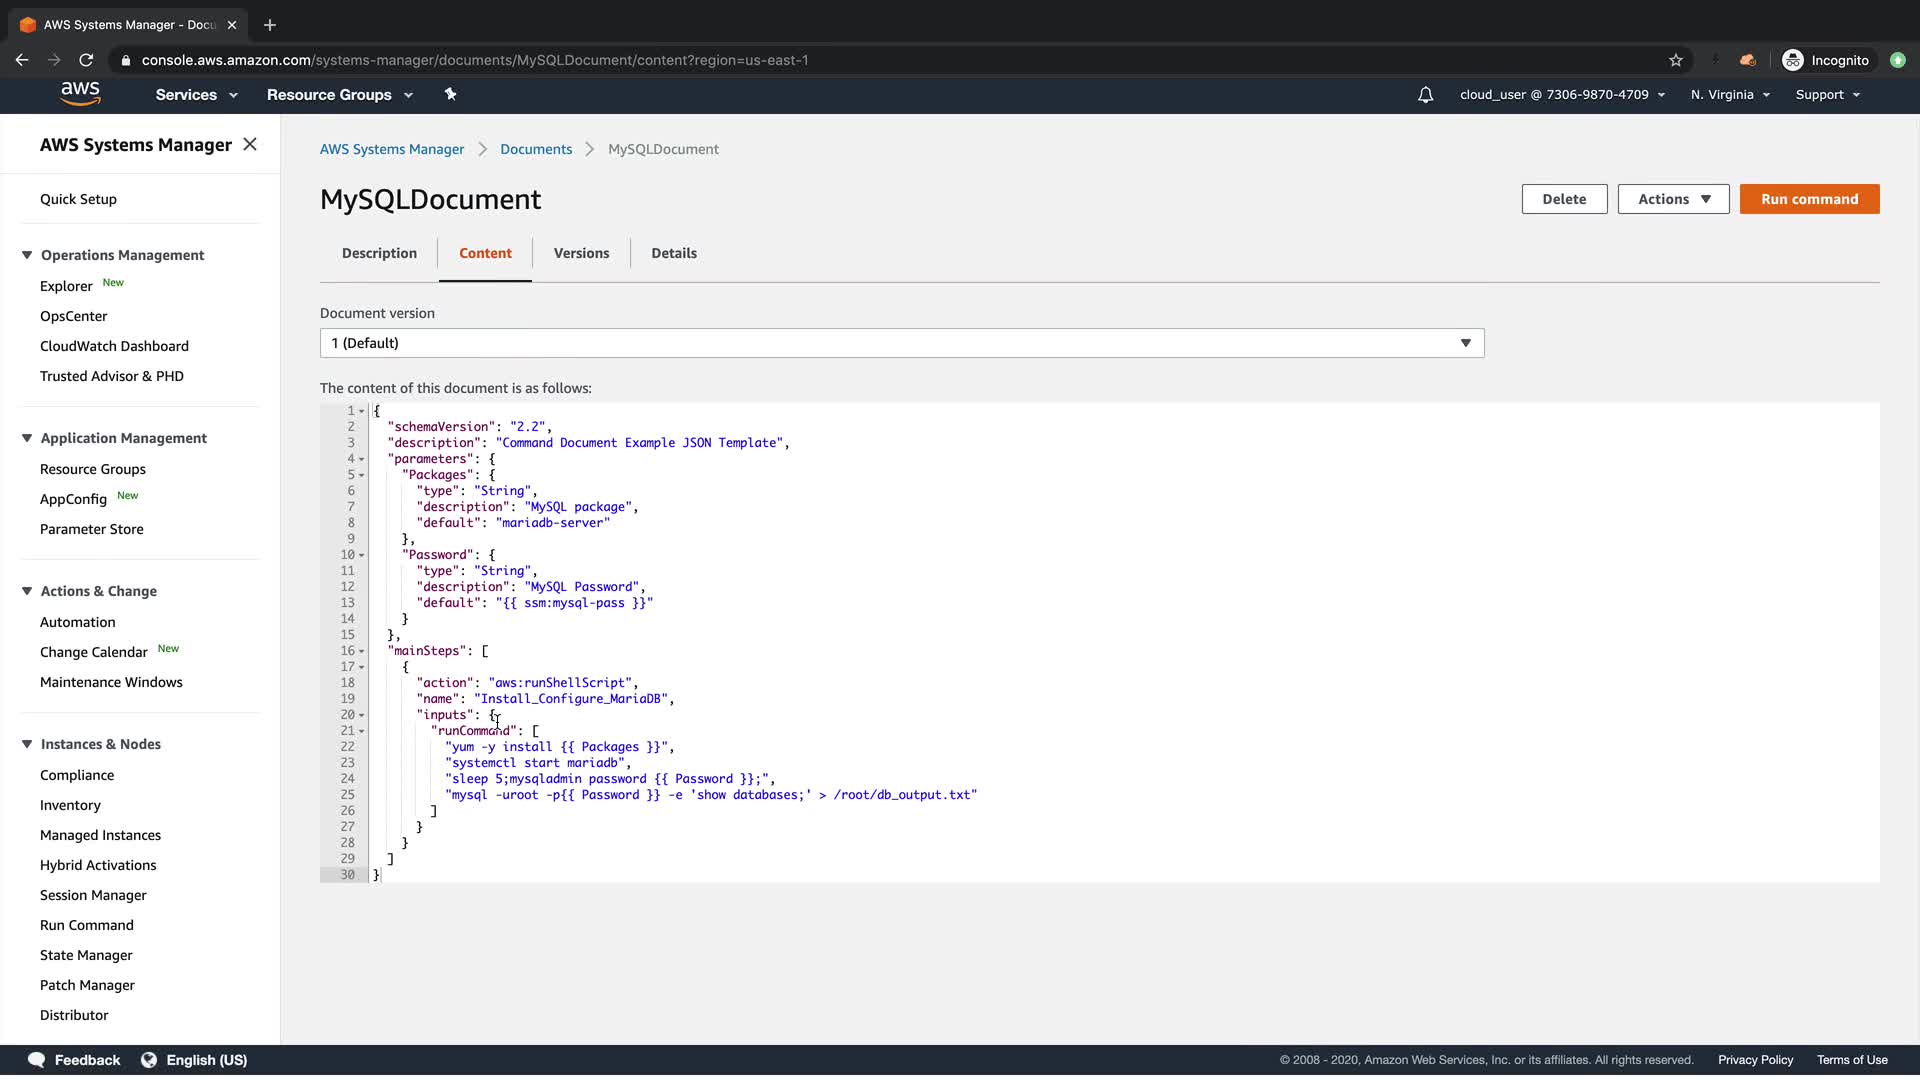 AWS Systems Manager - Docu
console.aws.amazon.com/systems-manager/documents/MySQLDocument/content?region=us-east-1
Incognito
aws
Services
Resource Groups
cloud_user @ 7306-9870-4709
N. Virginia
Support
AWS Systems Manager
Quick Setup
Operations Management
Explorer New
OpsCenter
CloudWatch Dashboard
Trusted Advisor & PHD
Application Management
Resource Groups
AppConfig New
Parameter Store
Actions & Change
Automation
Change Calendar New
Maintenance Windows
Instances & Nodes
Compliance
Inventory
Managed Instances
Hybrid Activations
Session Manager
Run Command
State Manager
Patch Manager
Distributor
AWS Systems Manager > Documents > MySQLDocument
MySQLDocument
Delete
Actions
Run command
Description
Content
Versions
Details
Document version
1 (Default)
The content of this document is as follows:
1 {
2 "schemaVersion": "2.2",
3 "description": "Command Document Example JSON Template",
4 "parameters": {
5 "Packages": {
6 "type": "String",
7 "description": "MySQL package",
8 "default": "mariadb-server"
9 },
10 "Password": {
11 "type": "String",
12 "description": "MySQL Password",
13 "default": "{{ ssm:mysql-pass }}"
14 }
15 },
16 "mainSteps": [
17 {
18 "action": "aws:runShellScript",
19 "name": "Install_Configure_MariaDB",
20 "inputs": {
21 "runCommand": [
22 "yum -y install {{ Packages }}",
23 "systemctl start mariadb",
24 "sleep 5;mysqladmin password {{ Password }};",
25 "mysql -uroot -p{{ Password }} -e 'show databases;' > /root/db_output.txt"
26 ]
27 }
28 }
29 ]
30 }
Feedback
English (US)
© 2008 - 2020, Amazon Web Services, Inc. or its affiliates. All rights reserved.
Privacy Policy
Terms of Use